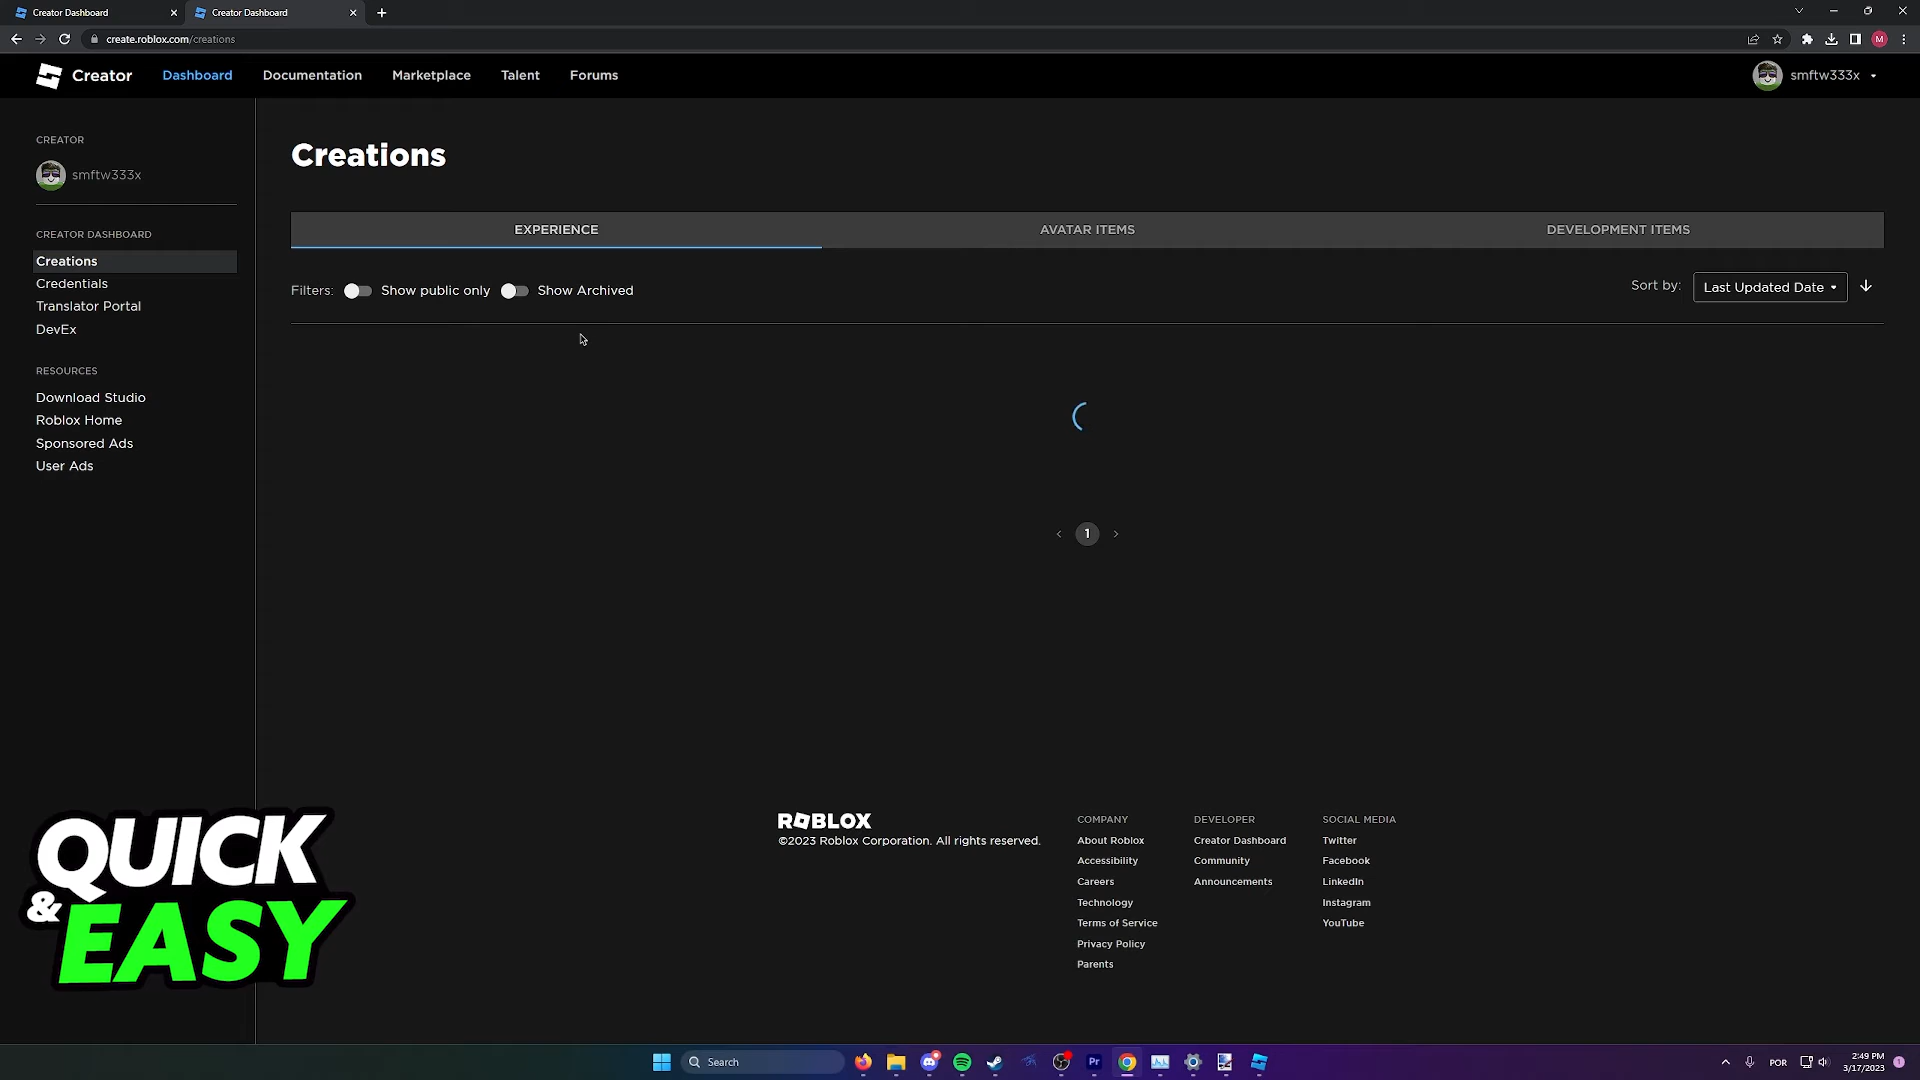 Creator Dashboard
Creator Dashboard
create.roblox.com/creations
M
Creator
Dashboard
Documentation
Marketplace
Talent
Forums
smftw333x
CREATOR
smftw333x
CREATOR DASHBOARD
Creations
Credentials
Translator Portal
DevEx
RESOURCES
Download Studio
Roblox Home
Sponsored Ads
User Ads
Creations
EXPERIENCE
AVATAR ITEMS
DEVELOPMENT ITEMS
Filters:
Show public only
Show Archived
Sort by:
Last Updated Date
1
QUICK
&EASY
ROBLOX
©2023 Roblox Corporation. All rights reserved.
COMPANY
About Roblox
Accessibility
Careers
Technology
Terms of Service
Privacy Policy
Parents
DEVELOPER
Creator Dashboard
Community
Announcements
SOCIAL MEDIA
Twitter
Facebook
LinkedIn
Instagram
YouTube
Search
Pr
POR
2:49 PM
3/17/2023
1